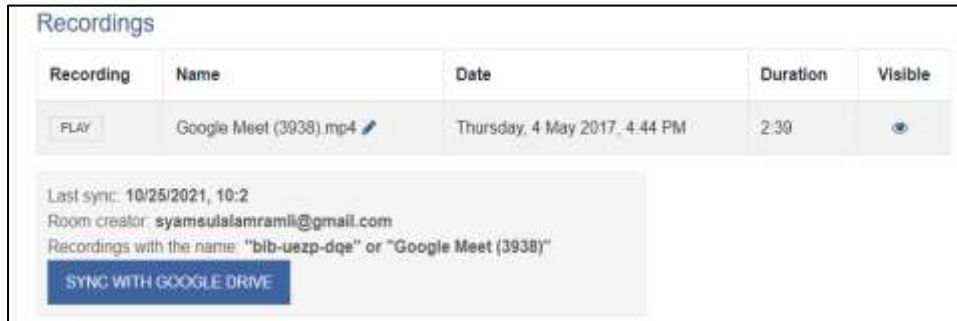 Recordings
Recording Name Date Duration Visible
PLAY Google Meet (3938).mp4 Thursday, 4 May 2017, 4:44 PM 2:39
Last sync: 10/25/2021, 10:2
Room creator: syamsulalamramli@gmail.com
Recordings with the name: "bib-uezp-dqe" or "Google Meet (3938)"
SYNC WITH GOOGLE DRIVE